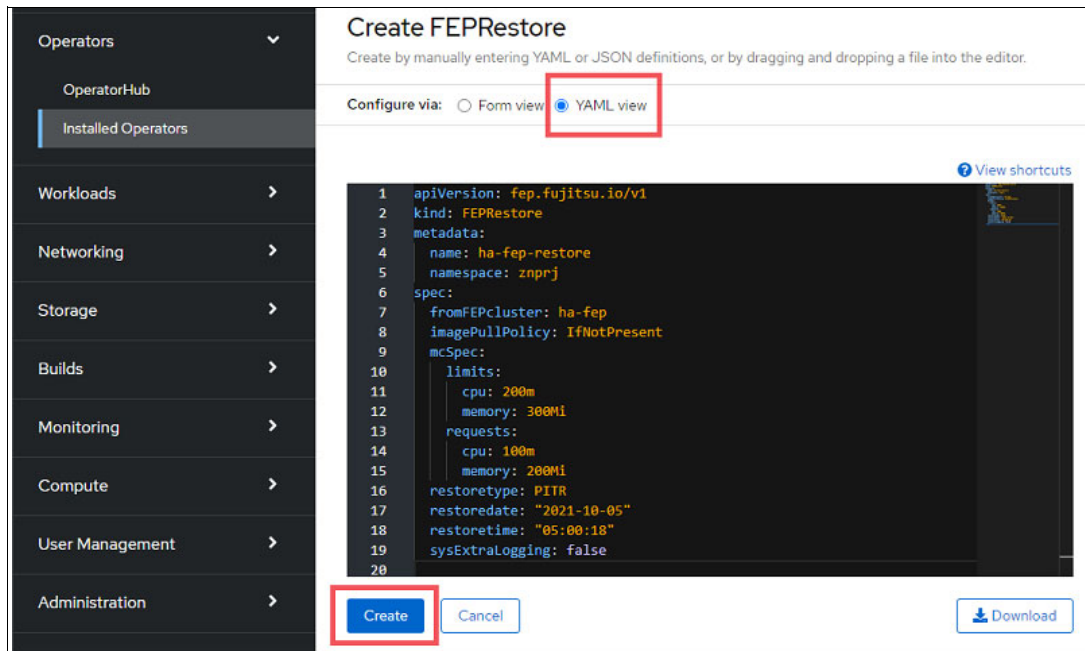 Operators
OperatorHub
Installed Operators
Workloads
Networking
Storage
Builds
Monitoring
Compute
User Management
Administration
Create FEPRestore
Create by manually entering YAML or JSON definitions, or by dragging and dropping a file into the editor.
Configure via: Form view YAML view
View shortcuts
1 apiVersion: fep.fujitsu.io/v1
2 kind: FEPRestore
3 metadata:
4   name: ha-fep-restore
5   namespace: znprj
6 spec:
7   fromFEPcluster: ha-fep
8   imagePullPolicy: IfNotPresent
9   mcSpec:
10     limits:
11       cpu: 200m
12       memory: 300Mi
13     requests:
14       cpu: 100m
15       memory: 200Mi
16   restoretype: PITR
17   restoredate: "2021-10-05"
18   restoretime: "05:00:18"
19   sysExtraLogging: false
20
Create Cancel Download